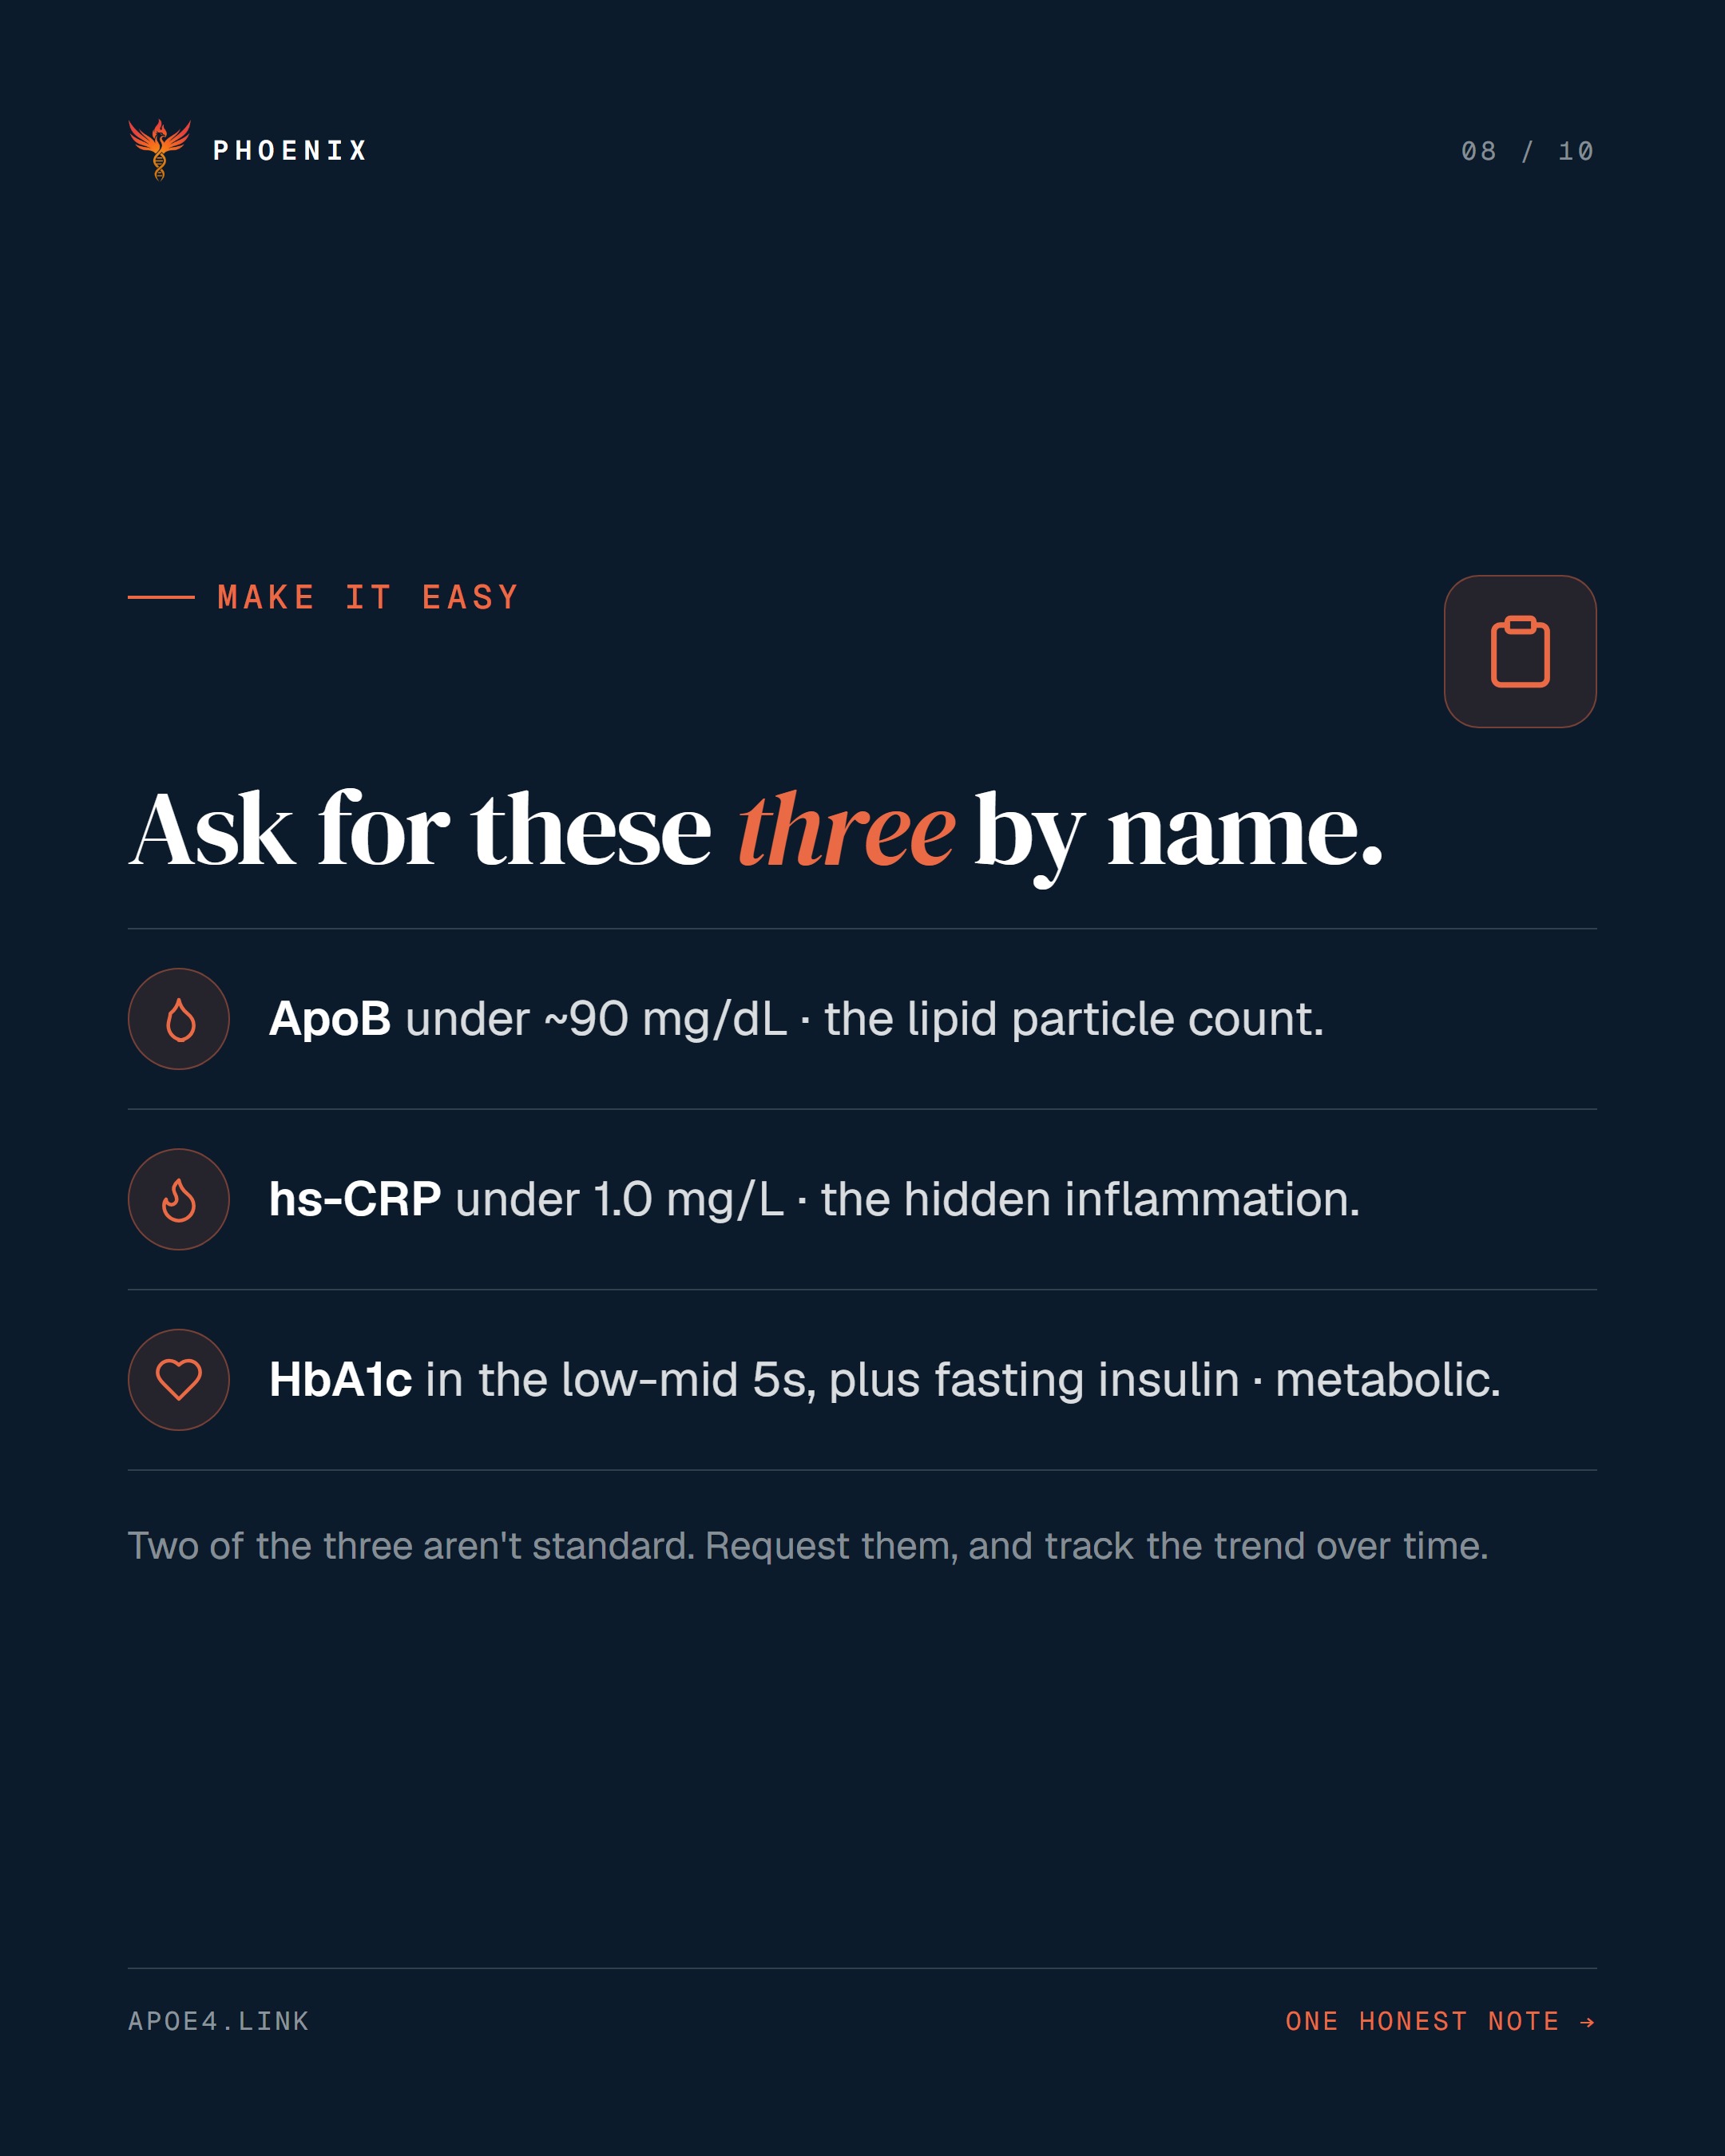 PHOENIX
08 / 10
MAKE IT EASY
Ask for these three by name.
ApoB under ~90 mg/dL · the lipid particle count.
hs-CRP under 1.0 mg/L · the hidden inflammation.
HbA1c in the low-mid 5s, plus fasting insulin · metabolic.
Two of the three aren't standard. Request them, and track the trend over time.
APOE4.LINK
ONE HONEST NOTE →